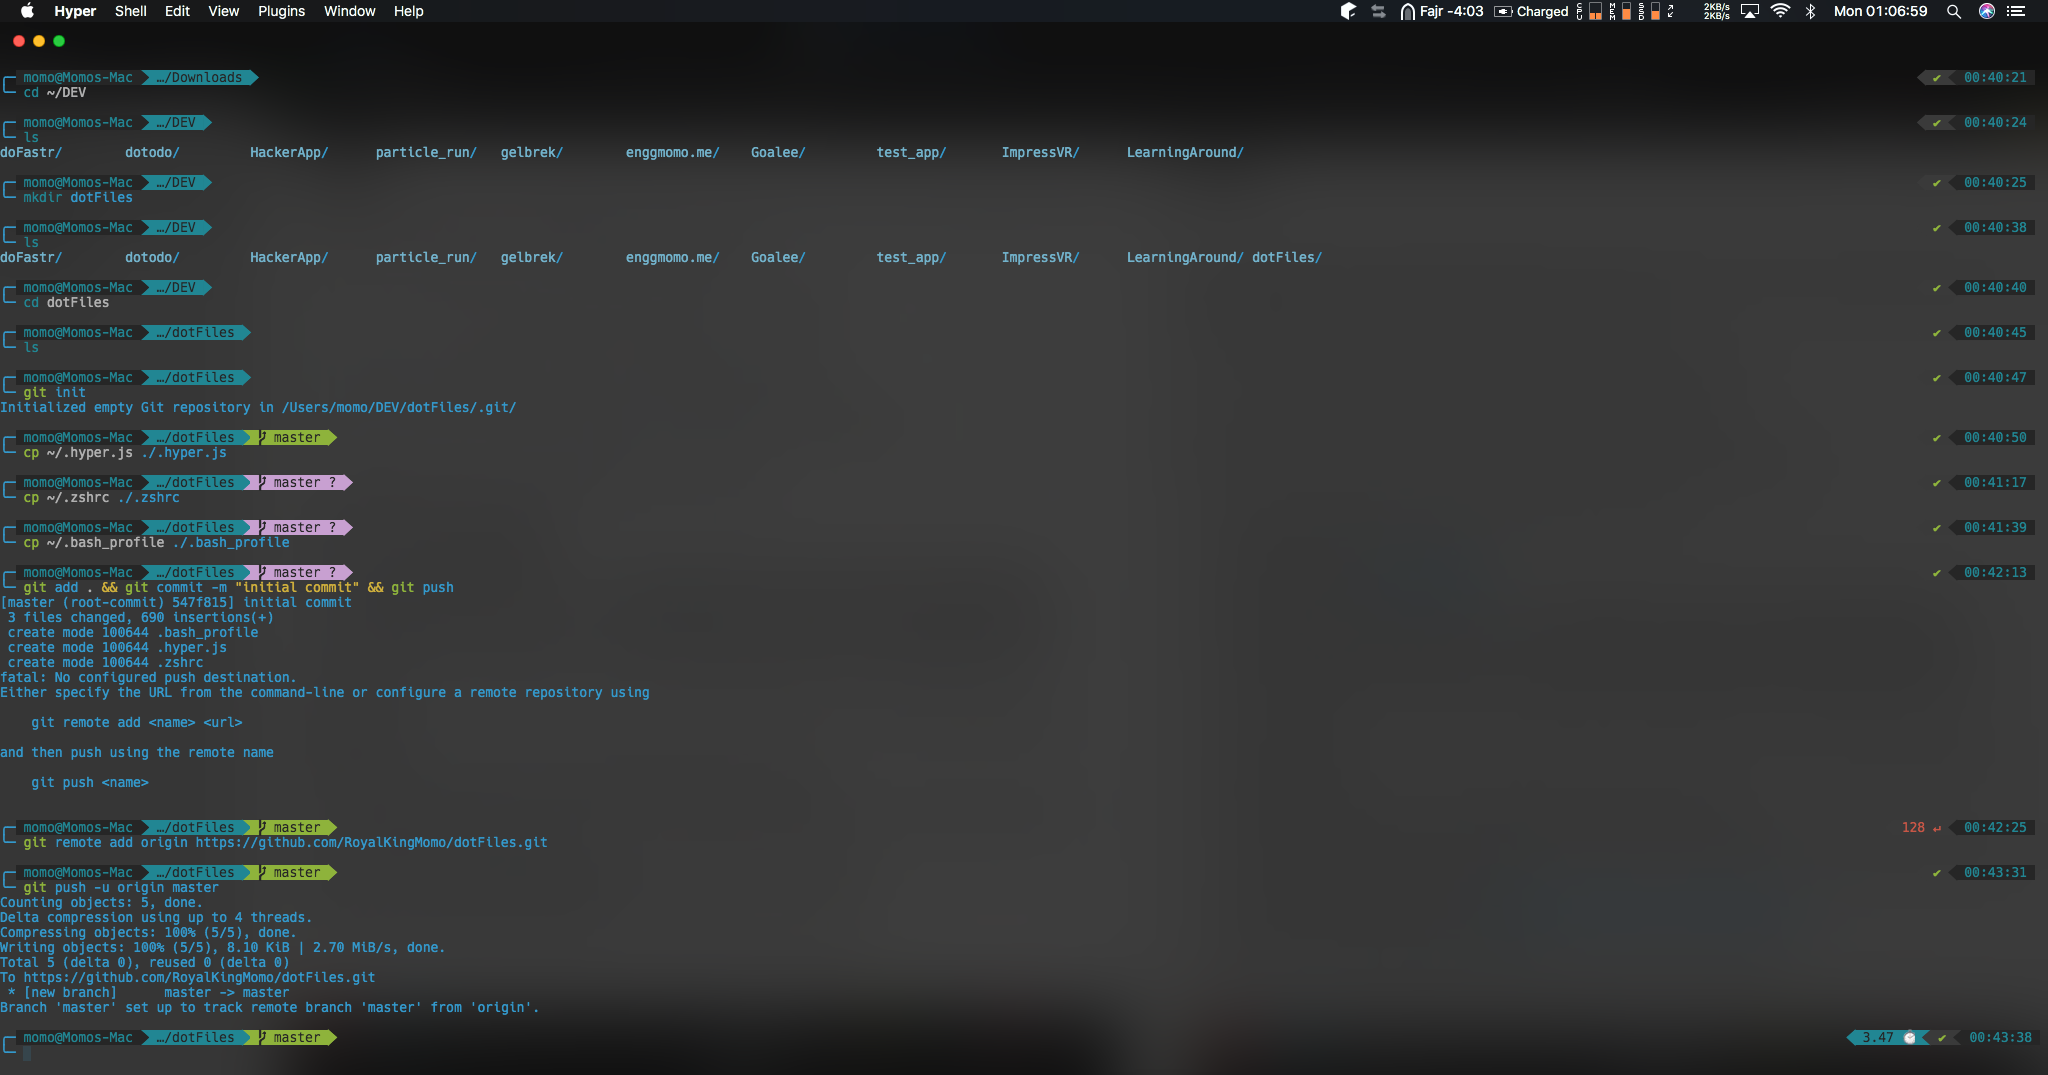 Hyper Shell Edit View Plugins Window Help Fajr -4:03 Charged CPU MEM SSD 2KB/s 2KB/s Mon 01:06:59
momo@Momos-Mac …/Downloads ✔ 00:40:21
cd ~/DEV
momo@Momos-Mac …/DEV ✔ 00:40:24
ls
doFastr/ dotodo/ HackerApp/ particle_run/ gelbrek/ enggmomo.me/ Goalee/ test_app/ ImpressVR/ LearningAround/
momo@Momos-Mac …/DEV ✔ 00:40:25
mkdir dotFiles
momo@Momos-Mac …/DEV ✔ 00:40:38
ls
doFastr/ dotodo/ HackerApp/ particle_run/ gelbrek/ enggmomo.me/ Goalee/ test_app/ ImpressVR/ LearningAround/ dotFiles/
momo@Momos-Mac …/DEV ✔ 00:40:40
cd dotFiles
momo@Momos-Mac …/dotFiles ✔ 00:40:45
ls
momo@Momos-Mac …/dotFiles ✔ 00:40:47
git init
Initialized empty Git repository in /Users/momo/DEV/dotFiles/.git/
momo@Momos-Mac …/dotFiles master ✔ 00:40:50
cp ~/.hyper.js ./.hyper.js
momo@Momos-Mac …/dotFiles master ? ✔ 00:41:17
cp ~/.zshrc ./.zshrc
momo@Momos-Mac …/dotFiles master ? ✔ 00:41:39
cp ~/.bash_profile ./.bash_profile
momo@Momos-Mac …/dotFiles master ? ✔ 00:42:13
git add . && git commit -m "initial commit" && git push
[master (root-commit) 547f815] initial commit
3 files changed, 690 insertions(+)
create mode 100644 .bash_profile
create mode 100644 .hyper.js
create mode 100644 .zshrc
fatal: No configured push destination.
Either specify the URL from the command-line or configure a remote repository using
git remote add <name> <url>
and then push using the remote name
git push <name>
momo@Momos-Mac …/dotFiles master 128 ↵ 00:42:25
git remote add origin https://github.com/RoyalKingMomo/dotFiles.git
momo@Momos-Mac …/dotFiles master ✔ 00:43:31
git push -u origin master
Counting objects: 5, done.
Delta compression using up to 4 threads.
Compressing objects: 100% (5/5), done.
Writing objects: 100% (5/5), 8.10 KiB | 2.70 MiB/s, done.
Total 5 (delta 0), reused 0 (delta 0)
To https://github.com/RoyalKingMomo/dotFiles.git
* [new branch] master -> master
Branch 'master' set up to track remote branch 'master' from 'origin'.
momo@Momos-Mac …/dotFiles master 3.47 ✔ 00:43:38